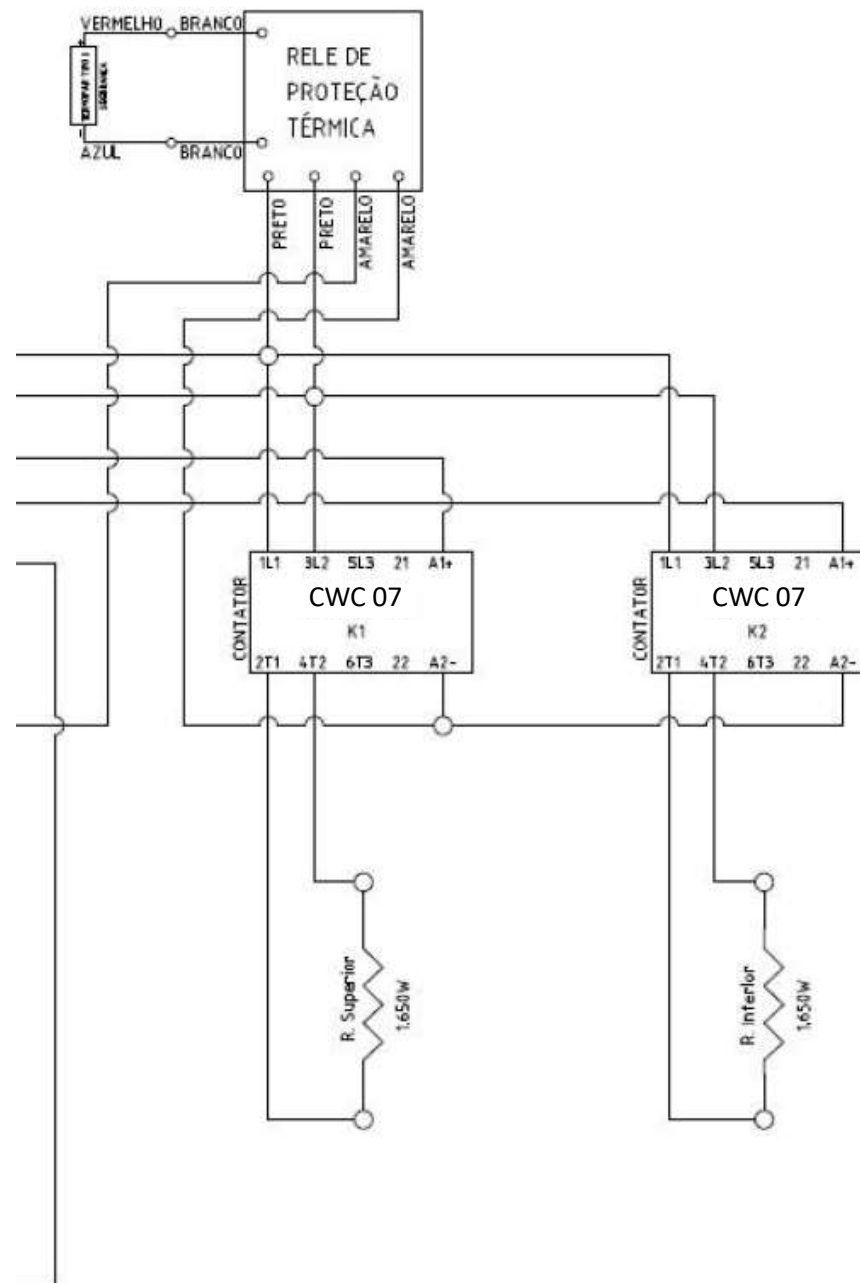 VERMELHO BRANCO
RELE DE
PROTEÇÃO
TÉRMICA
AZUL BRANCO
PRETO
PRETO
AMARELO
AMARELO
1L1 3L2 5L3 21 A1+
CONTATOR
CWC 07
K1
2T1 4T2 6T3 22 A2-
1L1 3L2 5L3 21 A1+
CONTATOR
CWC 07
K2
2T1 4T2 6T3 22 A2-
R. Superior
1.650W
R. Inferior
1.650W